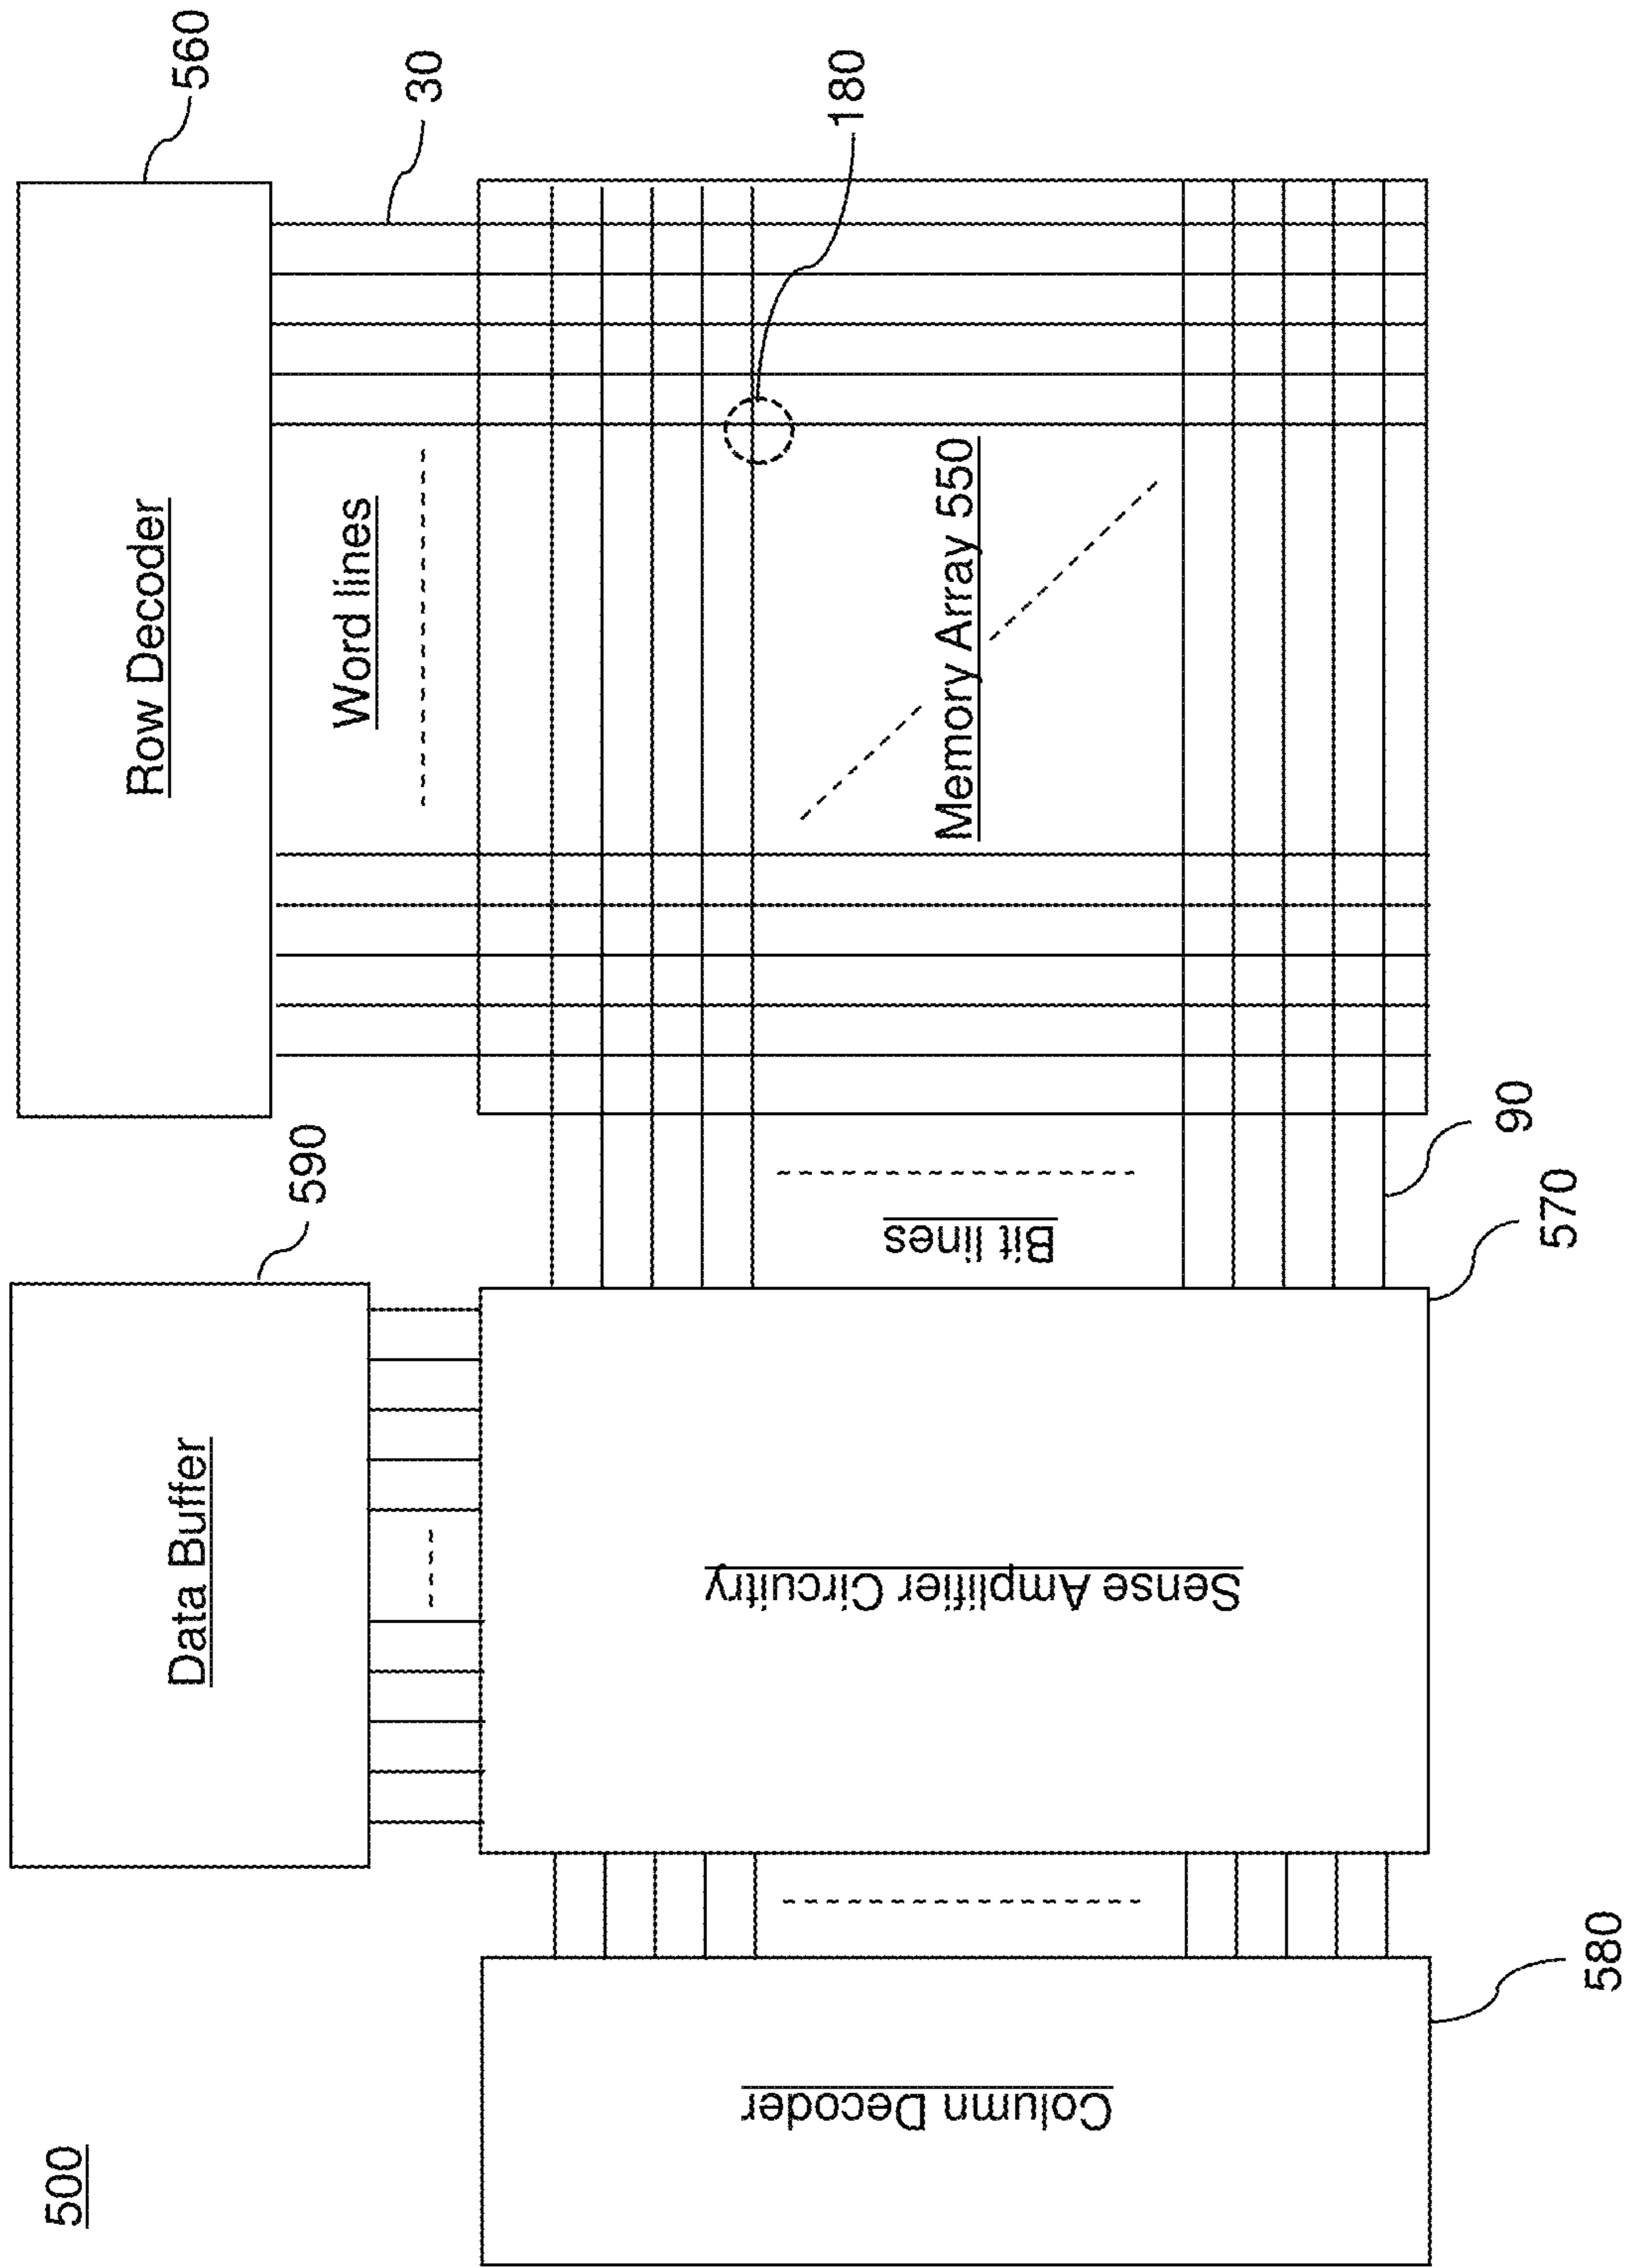 500
Column Decoder
580
Data Buffer
590
Sense Amplifier Circuitry
570
Bit lines
90
Row Decoder
560
Word lines
30
Memory Array 550
180